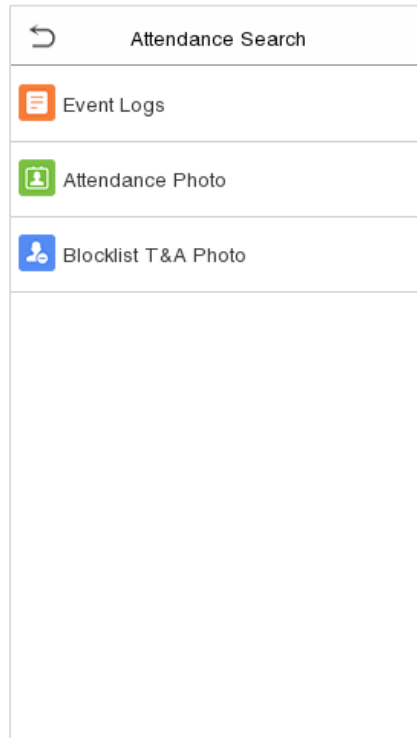 Attendance Search
Event Logs
Attendance Photo
Blocklist T&A Photo